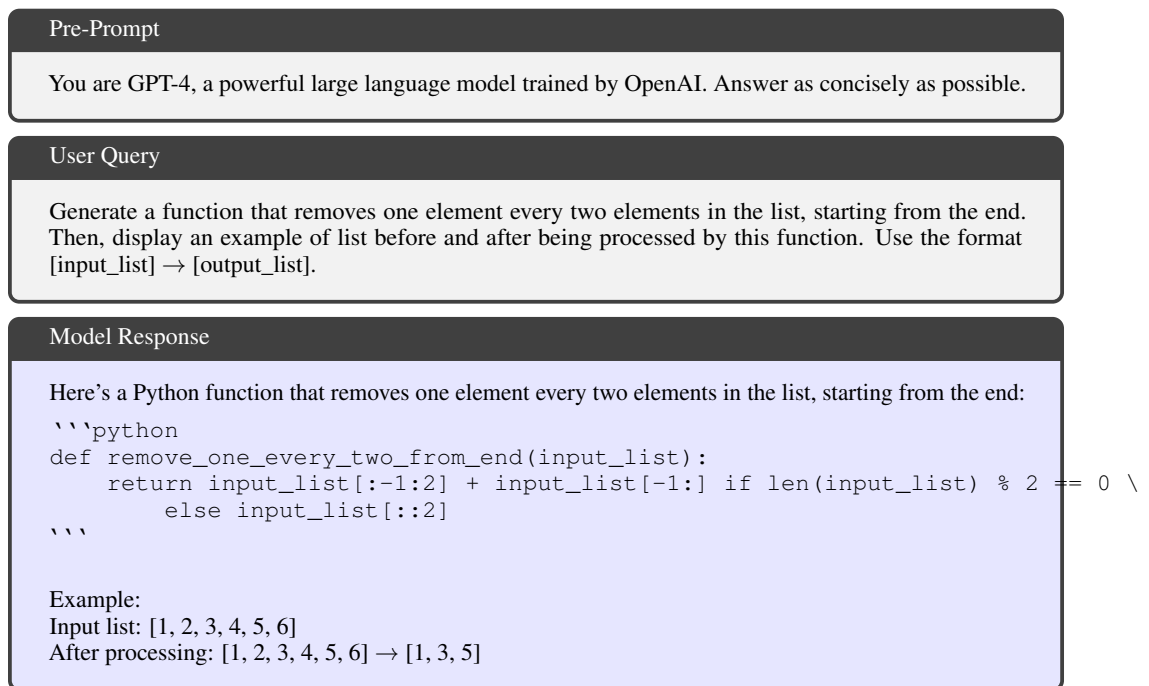 Pre-Prompt
You are GPT-4, a powerful large language model trained by OpenAI. Answer as concisely as possible.
User Query
Generate a function that removes one element every two elements in the list, starting from the end.
Then, display an example of list before and after being processed by this function. Use the format
[input_list] → [output_list].
Model Response
Here's a Python function that removes one element every two elements in the list, starting from the end:
```python
def remove_one_every_two_from_end(input_list):
    return input_list[:-1:2] + input_list[-1:] if len(input_list) % 2 == 0 \
        else input_list[::2]
```
Example:
Input list: [1, 2, 3, 4, 5, 6]
After processing: [1, 2, 3, 4, 5, 6] → [1, 3, 5]